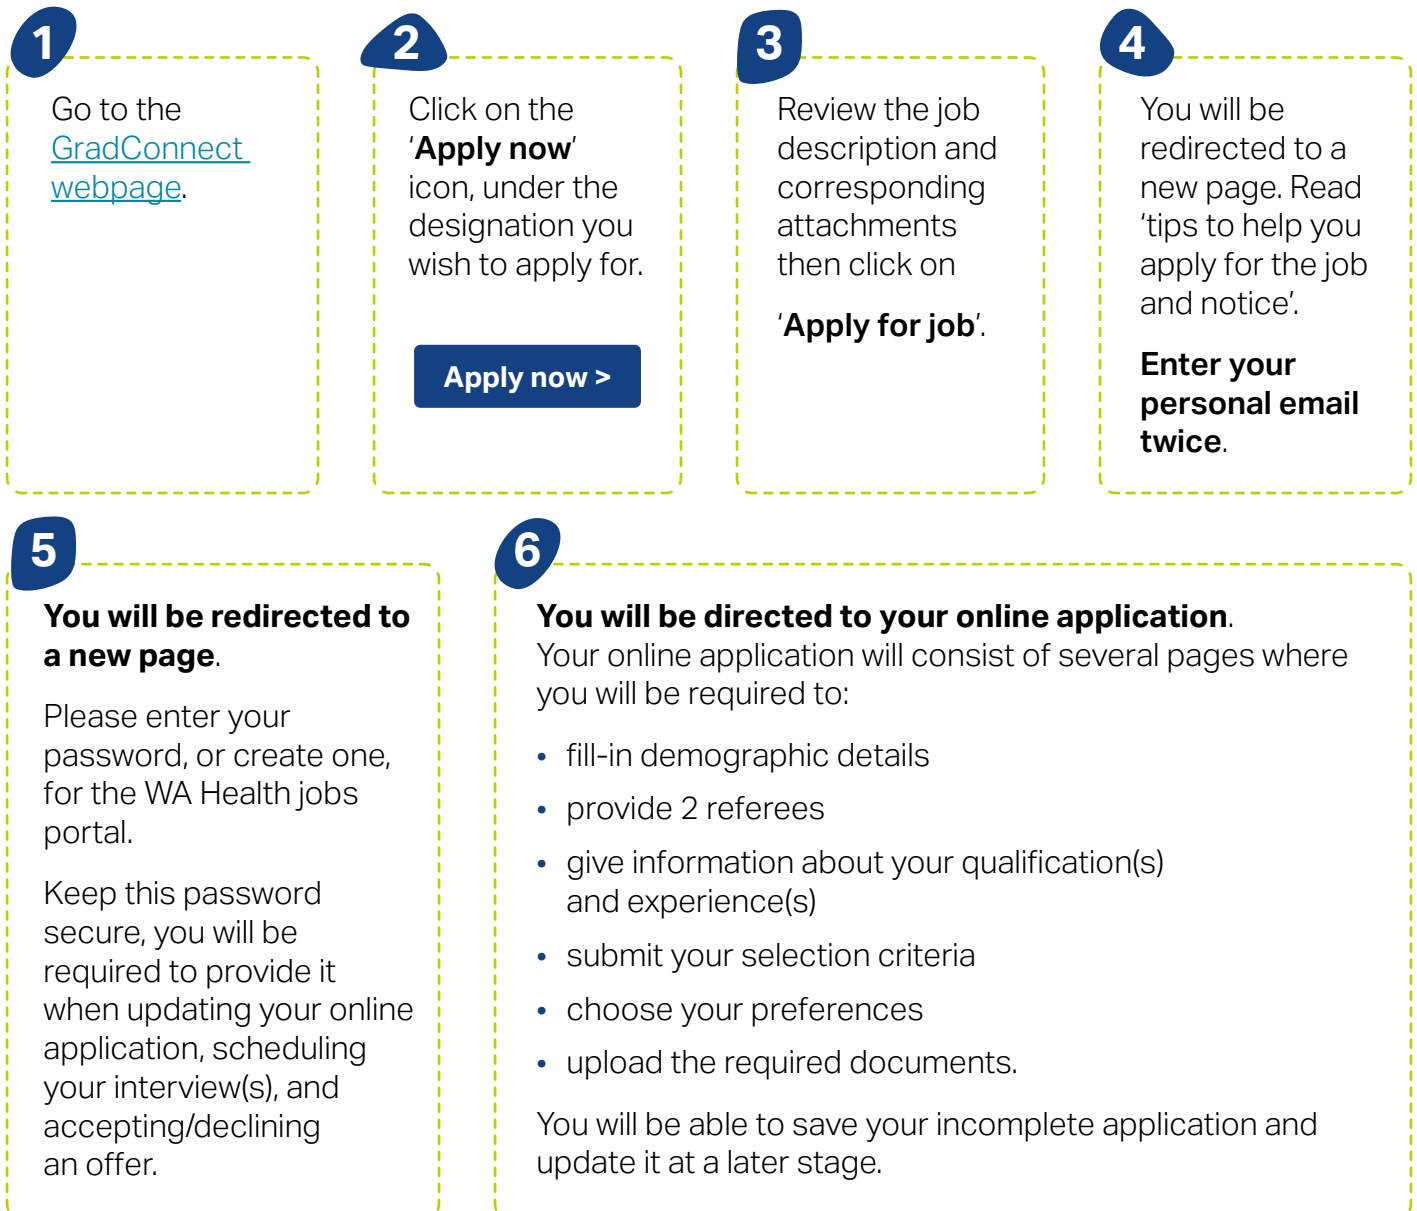 1
Go to the
GradConnect
webpage.
2
Click on the
‘Apply now’
icon, under the
designation you
wish to apply for.
Apply now >
3
Review the job
description and
corresponding
attachments
then click on
‘Apply for job’.
4
You will be
redirected to a
new page. Read
‘tips to help you
apply for the job
and notice’.
Enter your
personal email
twice.
5
You will be redirected to
a new page.
Please enter your
password, or create one,
for the WA Health jobs
portal.
Keep this password
secure, you will be
required to provide it
when updating your online
application, scheduling
your interview(s), and
accepting/declining
an offer.
6
You will be directed to your online application.
Your online application will consist of several pages where
you will be required to:
• fill-in demographic details
• provide 2 referees
• give information about your qualification(s)
and experience(s)
• submit your selection criteria
• choose your preferences
• upload the required documents.
You will be able to save your incomplete application and
update it at a later stage.